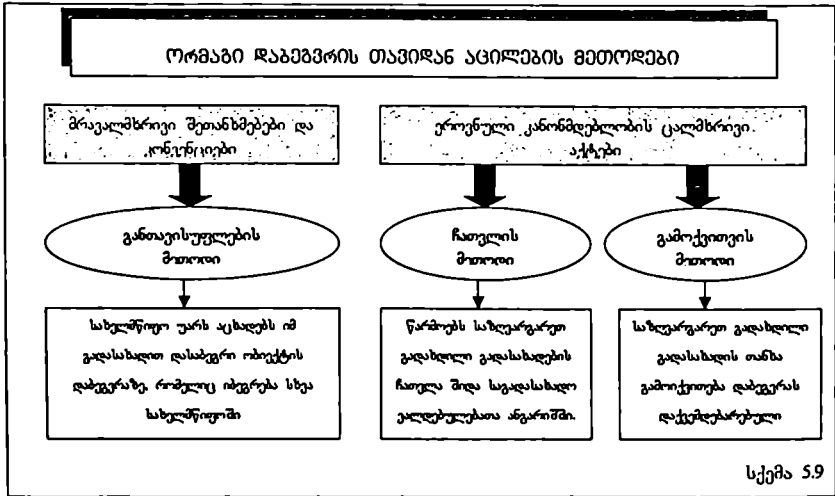 ორმაგი დაბეგვრის თავიდან აცილების მეთოდები
მრავალმხრივი შეთანხმებები და
კონვენციები
ეროვნული კანონმდებლობის ცალმხრივი
აქტები
განთავისუფლების
მეთოდი
ჩათვლის
მეთოდი
გამოქვითვის
მეთოდი
სახელმწიფო უარს აცხადებს იმ
გადასახადით დასაბეგრი ობიექტის
დაბეგვრაზე, რომელიც იბეგრება სხვა
სახელმწიფოში
წარმოებს საზღვარგარეთ
გადახდილი გადასახადების
ჩათვლა შიდა საგადასახადო
ვალდებულებათა ანგარიშში.
საზღვარგარეთ გადახდილი
გადასახადის თანხა
გამოიქვითება დაბეგვრას
დაქვემდებარებული
სქემა 5.9